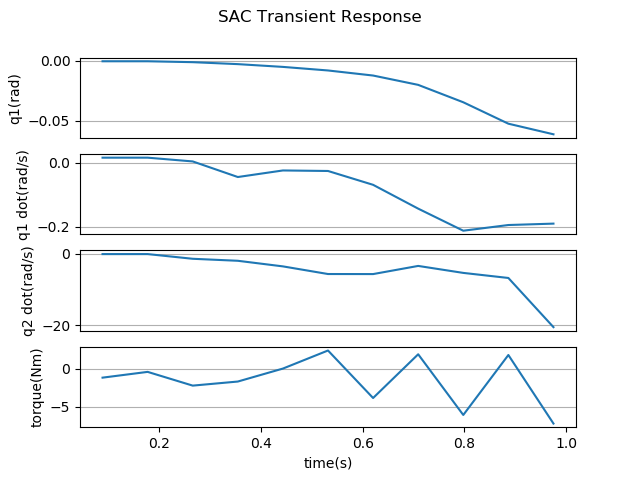 SAC Transient Response
0.00
−0.05
q1(rad)
0.0
−0.2
q1 dot(rad/s)
0
−20
q2 dot(rad/s)
0
−5
torque(Nm)
0.2 0.4 0.6 0.8 1.0
time(s)